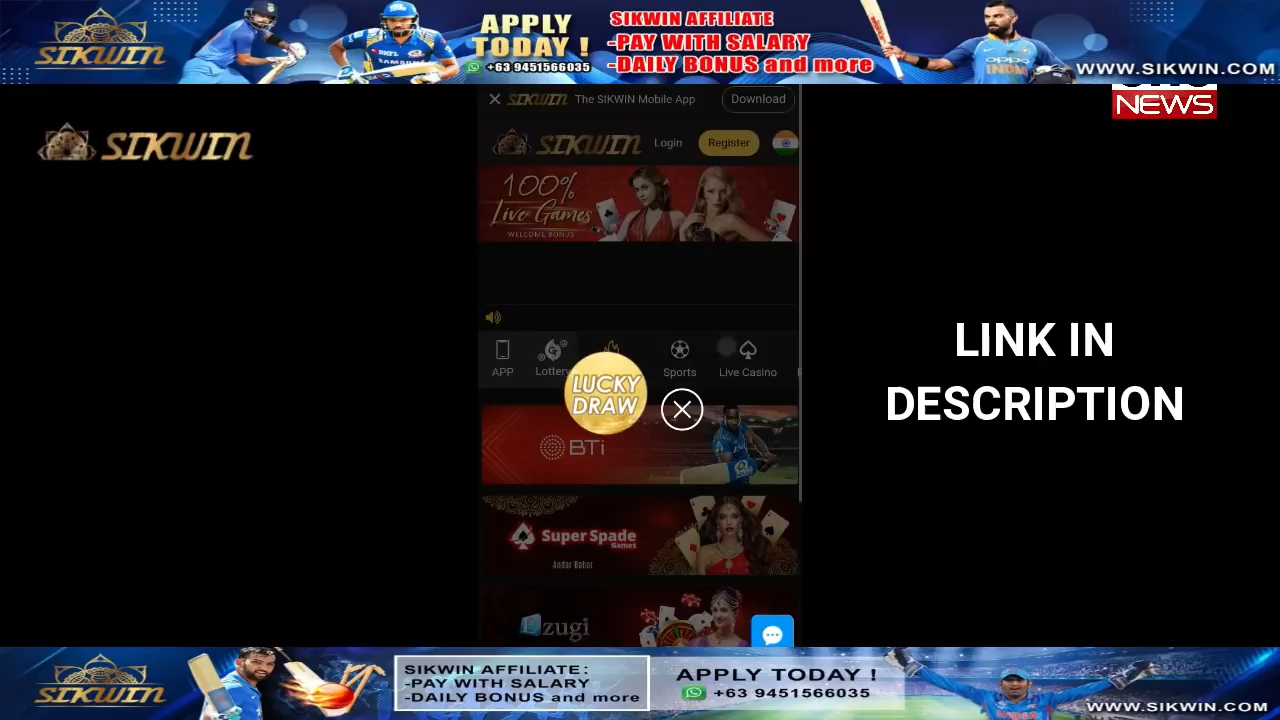 SIKWIN
APPLY
TODAY !
+63 9451566035
SIKWIN AFFILIATE
-PAY WITH SALARY
-DAILY BONUS and more
OPPO
INDIA
WWW.SIKWIN.COM
NEWS
SIKWIN
The SIKWIN Mobile App
Download
SIKWIN
SIKWIN
Login
Register
100%
Live Games
WELCOME BONUS
APP
Lottery
Sports
Live Casino
LUCKY
DRAW
BTi
Super Spade
Games
Andar Bahar
Ezugi
LINK IN
DESCRIPTION
SIKWIN
SIKWIN AFFILIATE:
-PAY WITH SALARY
-DAILY BONUS and more
APPLY TODAY !
+63 9451566035
WWW.SIKWIN.COM